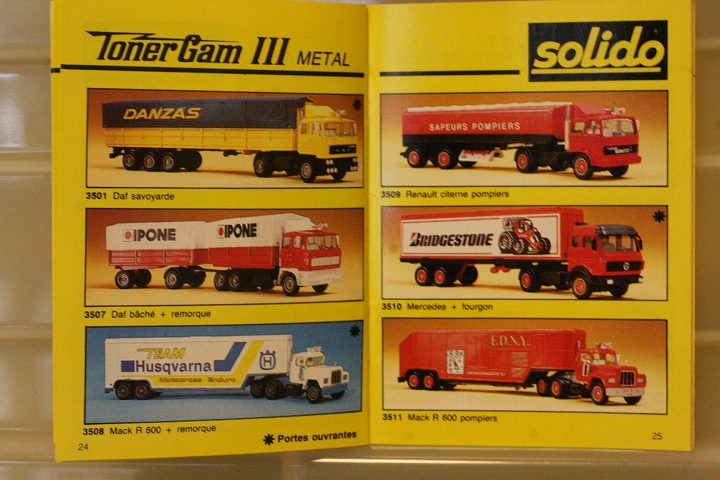 TonerGam III METAL
DANZAS
3501 Daf savoyarde
IPONE IPONE
3507 Daf bâché + remorque
TEAM
Husqvarna
Motocross Enduro
3508 Mack R 600 + remorque
Portes ouvrantes
24
solido
SAPEURS POMPIERS
3509 Renault citerne pompiers
BRIDGESTONE
3510 Mercedes + fourgon
F.D.N.Y.
3511 Mack R 600 pompiers
25